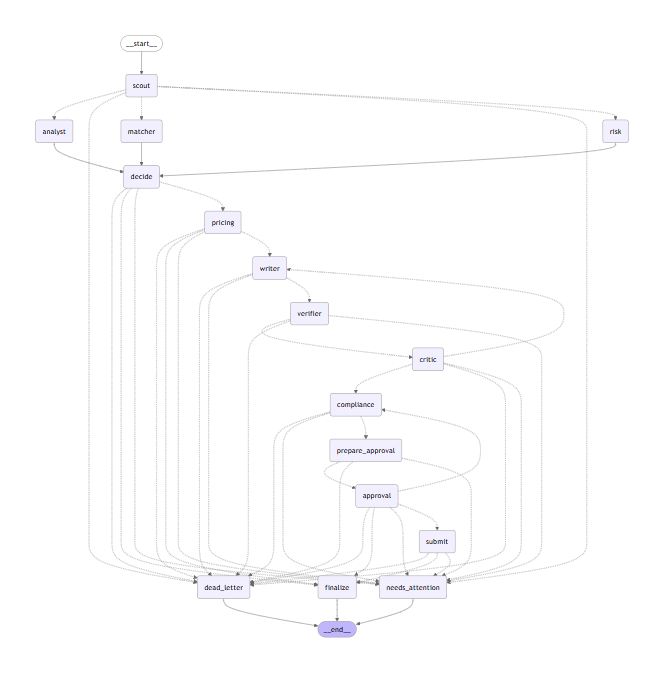 __start__
scout
analyst
matcher
risk
decide
pricing
writer
verifier
critic
compliance
prepare_approval
approval
submit
dead_letter
finalize
needs_attention
__end__